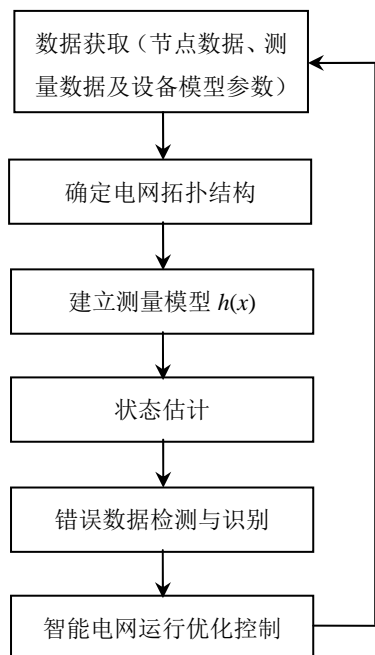 数据获取（节点数据、测
量数据及设备模型参数）
确定电网拓扑结构
建立测量模型 h(x)
状态估计
错误数据检测与识别
智能电网运行优化控制